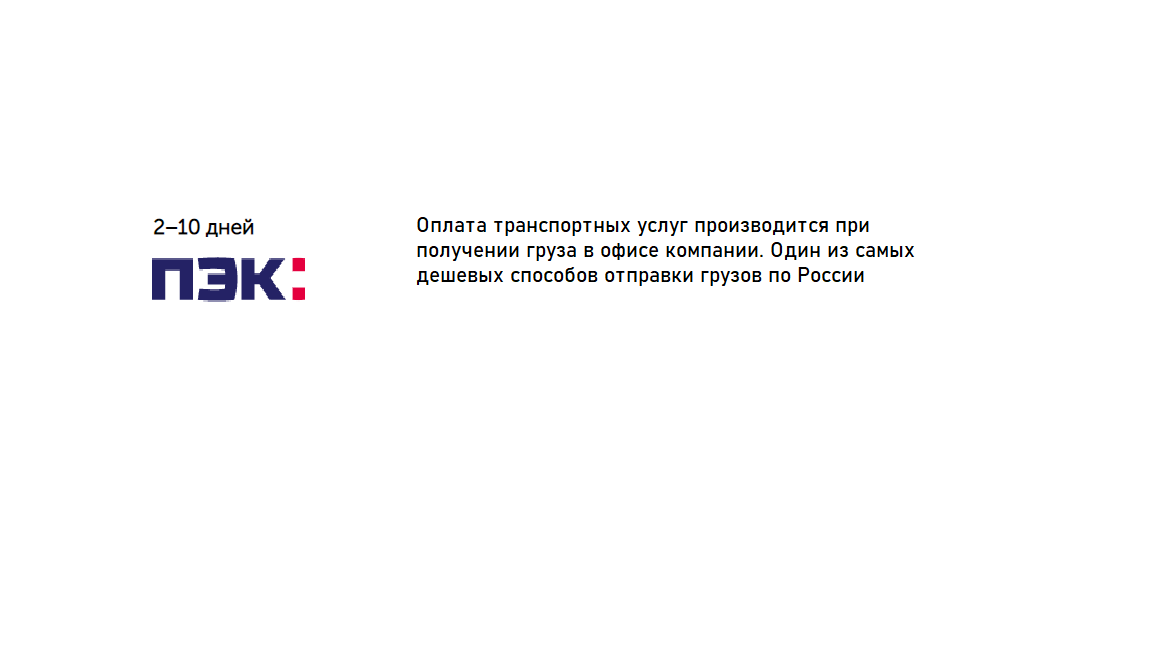 2–10 дней
ПЭК:
Оплата транспортных услуг производится при
получении груза в офисе компании. Один из самых
дешевых способов отправки грузов по России